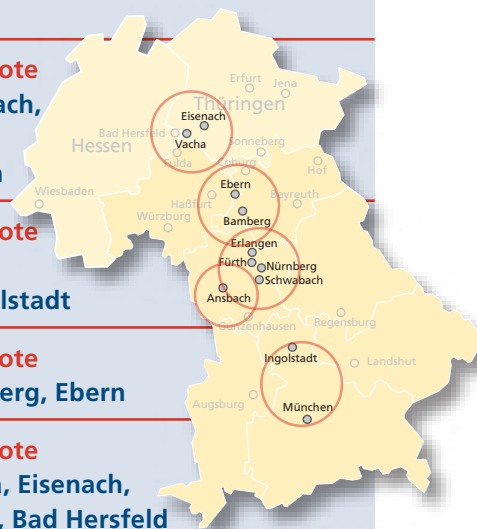 ote
ach,
n
ote
lstadt
ote
erg, Ebern
ote
n, Eisenach,
, Bad Hersfeld
Erfurt
Jena
Thüringen
Eisenach
Bad Hersfeld
Vacha
Hessen
Sonneberg
Fulda
Coburg
Hof
Ebern
Wiesbaden
Haßfurt
Bayreuth
Würzburg
Bamberg
Erlangen
Fürth
Nürnberg
Schwabach
Ansbach
Gunzenhausen
Regensburg
Ingolstadt
Landshut
Augsburg
München